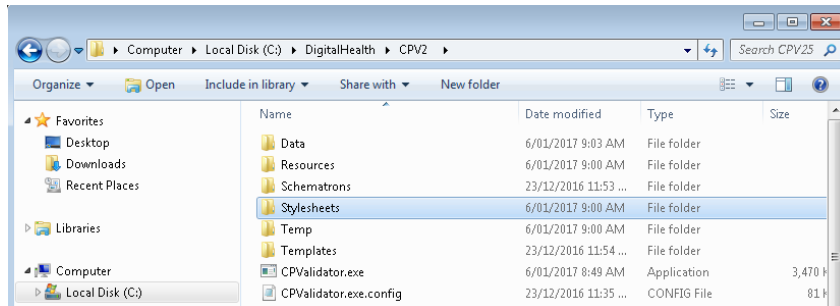 Computer Local Disk (C:) DigitalHealth CPV2 Search CPV25
Organize Open Include in library Share with New folder
Name Date modified Type Size
Favorites
Desktop
Downloads
Recent Places
Libraries
Computer
Local Disk (C:)
Data 6/01/2017 9:03 AM File folder
Resources 6/01/2017 9:00 AM File folder
Schematrons 23/12/2016 11:53 ... File folder
Stylesheets 6/01/2017 9:00 AM File folder
Temp 6/01/2017 9:00 AM File folder
Templates 23/12/2016 11:54 ... File folder
CPValidator.exe 6/01/2017 8:49 AM Application 3,470
CPValidator.exe.config 23/12/2016 11:35 ... CONFIG File 81